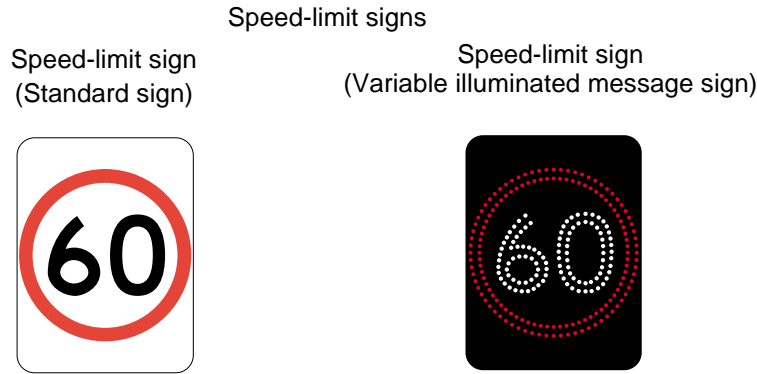 Speed-limit signs
Speed-limit sign
(Standard sign)
Speed-limit sign
(Variable illuminated message sign)
60
60